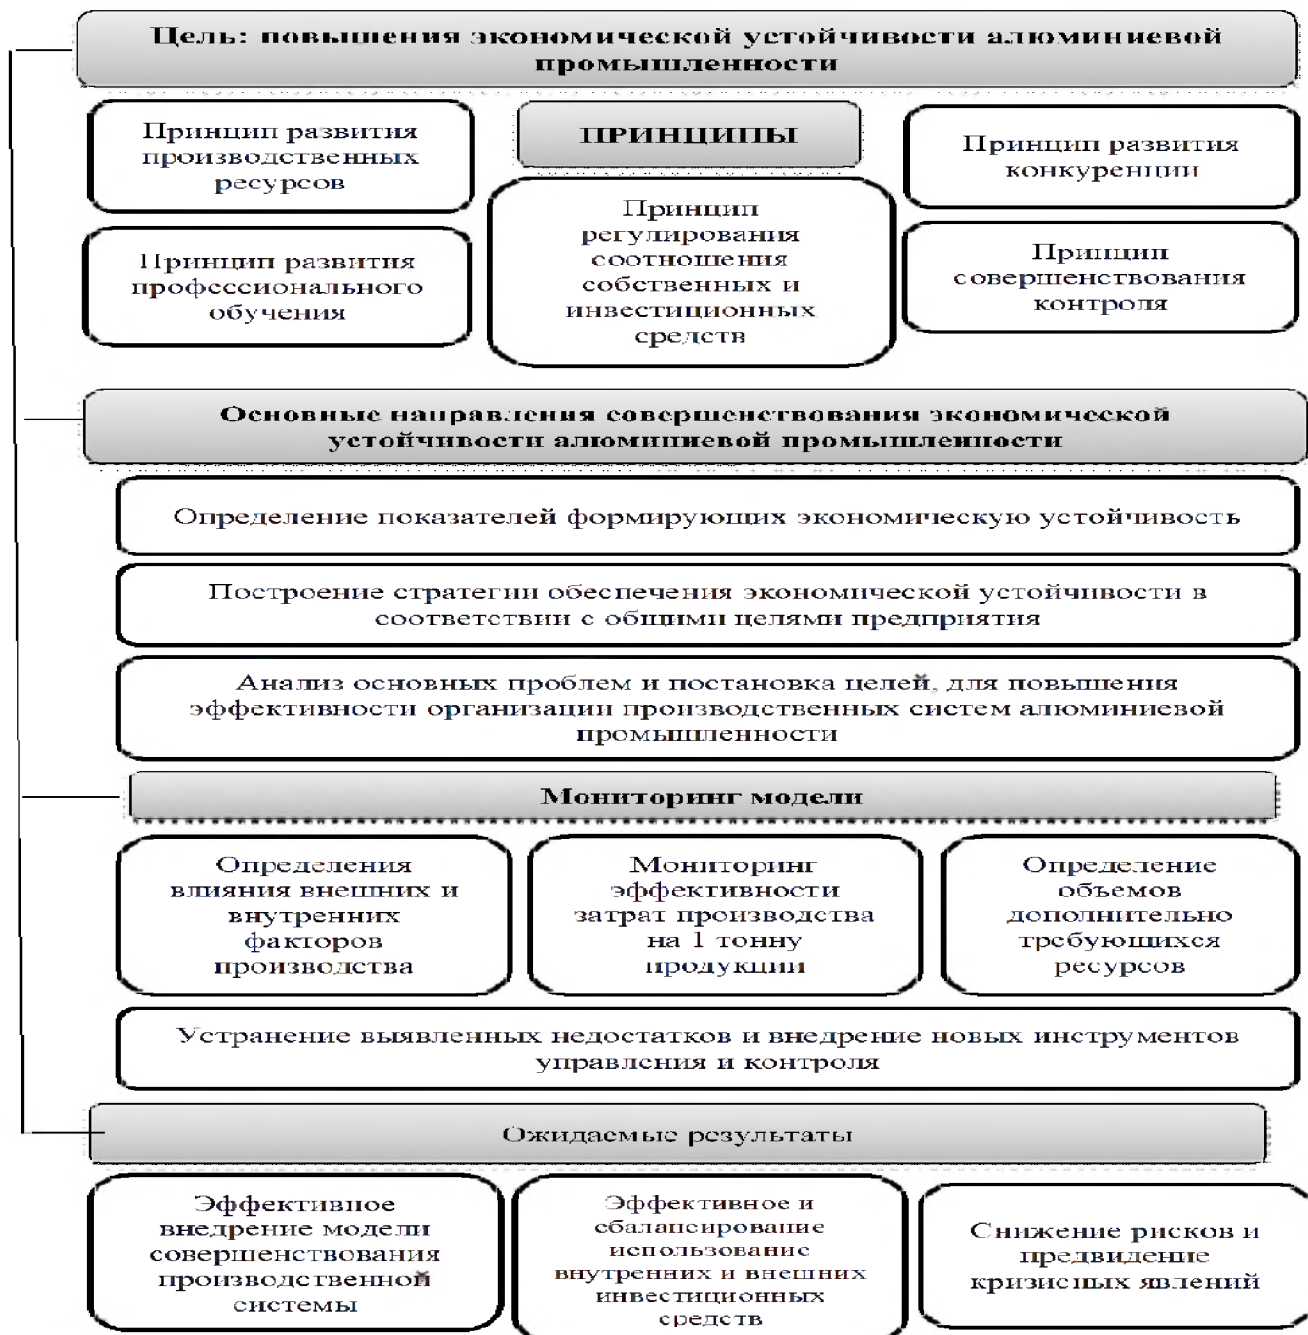 Цель: повышения экономической устойчивости алюминиевой
промышленности
Принцип развития
производственных
ресурсов
ПРИНЦИПЫ
Принцип развития
конкуренции
Принцип развития
профессионального
обучения
Принцип
регулирования
соотношения
собственных и
инвестиционных
средств
Принцип
совершенствования
контроля
Основные направления совершенствования экономической
устойчивости алюминиевой промышленности
Определение показателей формирующих экономическую устойчивость
Построение стратегии обеспечения экономической устойчивости в
соответствии с общими целями предприятия
Анализ основных проблем и постановка целей, для повышения
эффективности организации производственных систем алюминиевой
промышленности
Мониторинг модели
Определения
влияния внешних и
внутренних
факторов
производства
Мониторинг
эффективности
затрат производства
на 1 тонну
продукции
Определение
объемов
дополнительно
требующихся
ресурсов
Устранение выявленных недостатков и внедрение новых инструментов
управления и контроля
Ожидаемые результаты
Эффективное
внедрение модели
совершенствования
производственной
системы
Эффективное и
сбалансирование
использование
внутренних и внешних
инвестиционных
средств
Снижение рисков и
предвидение
кризисных явлений